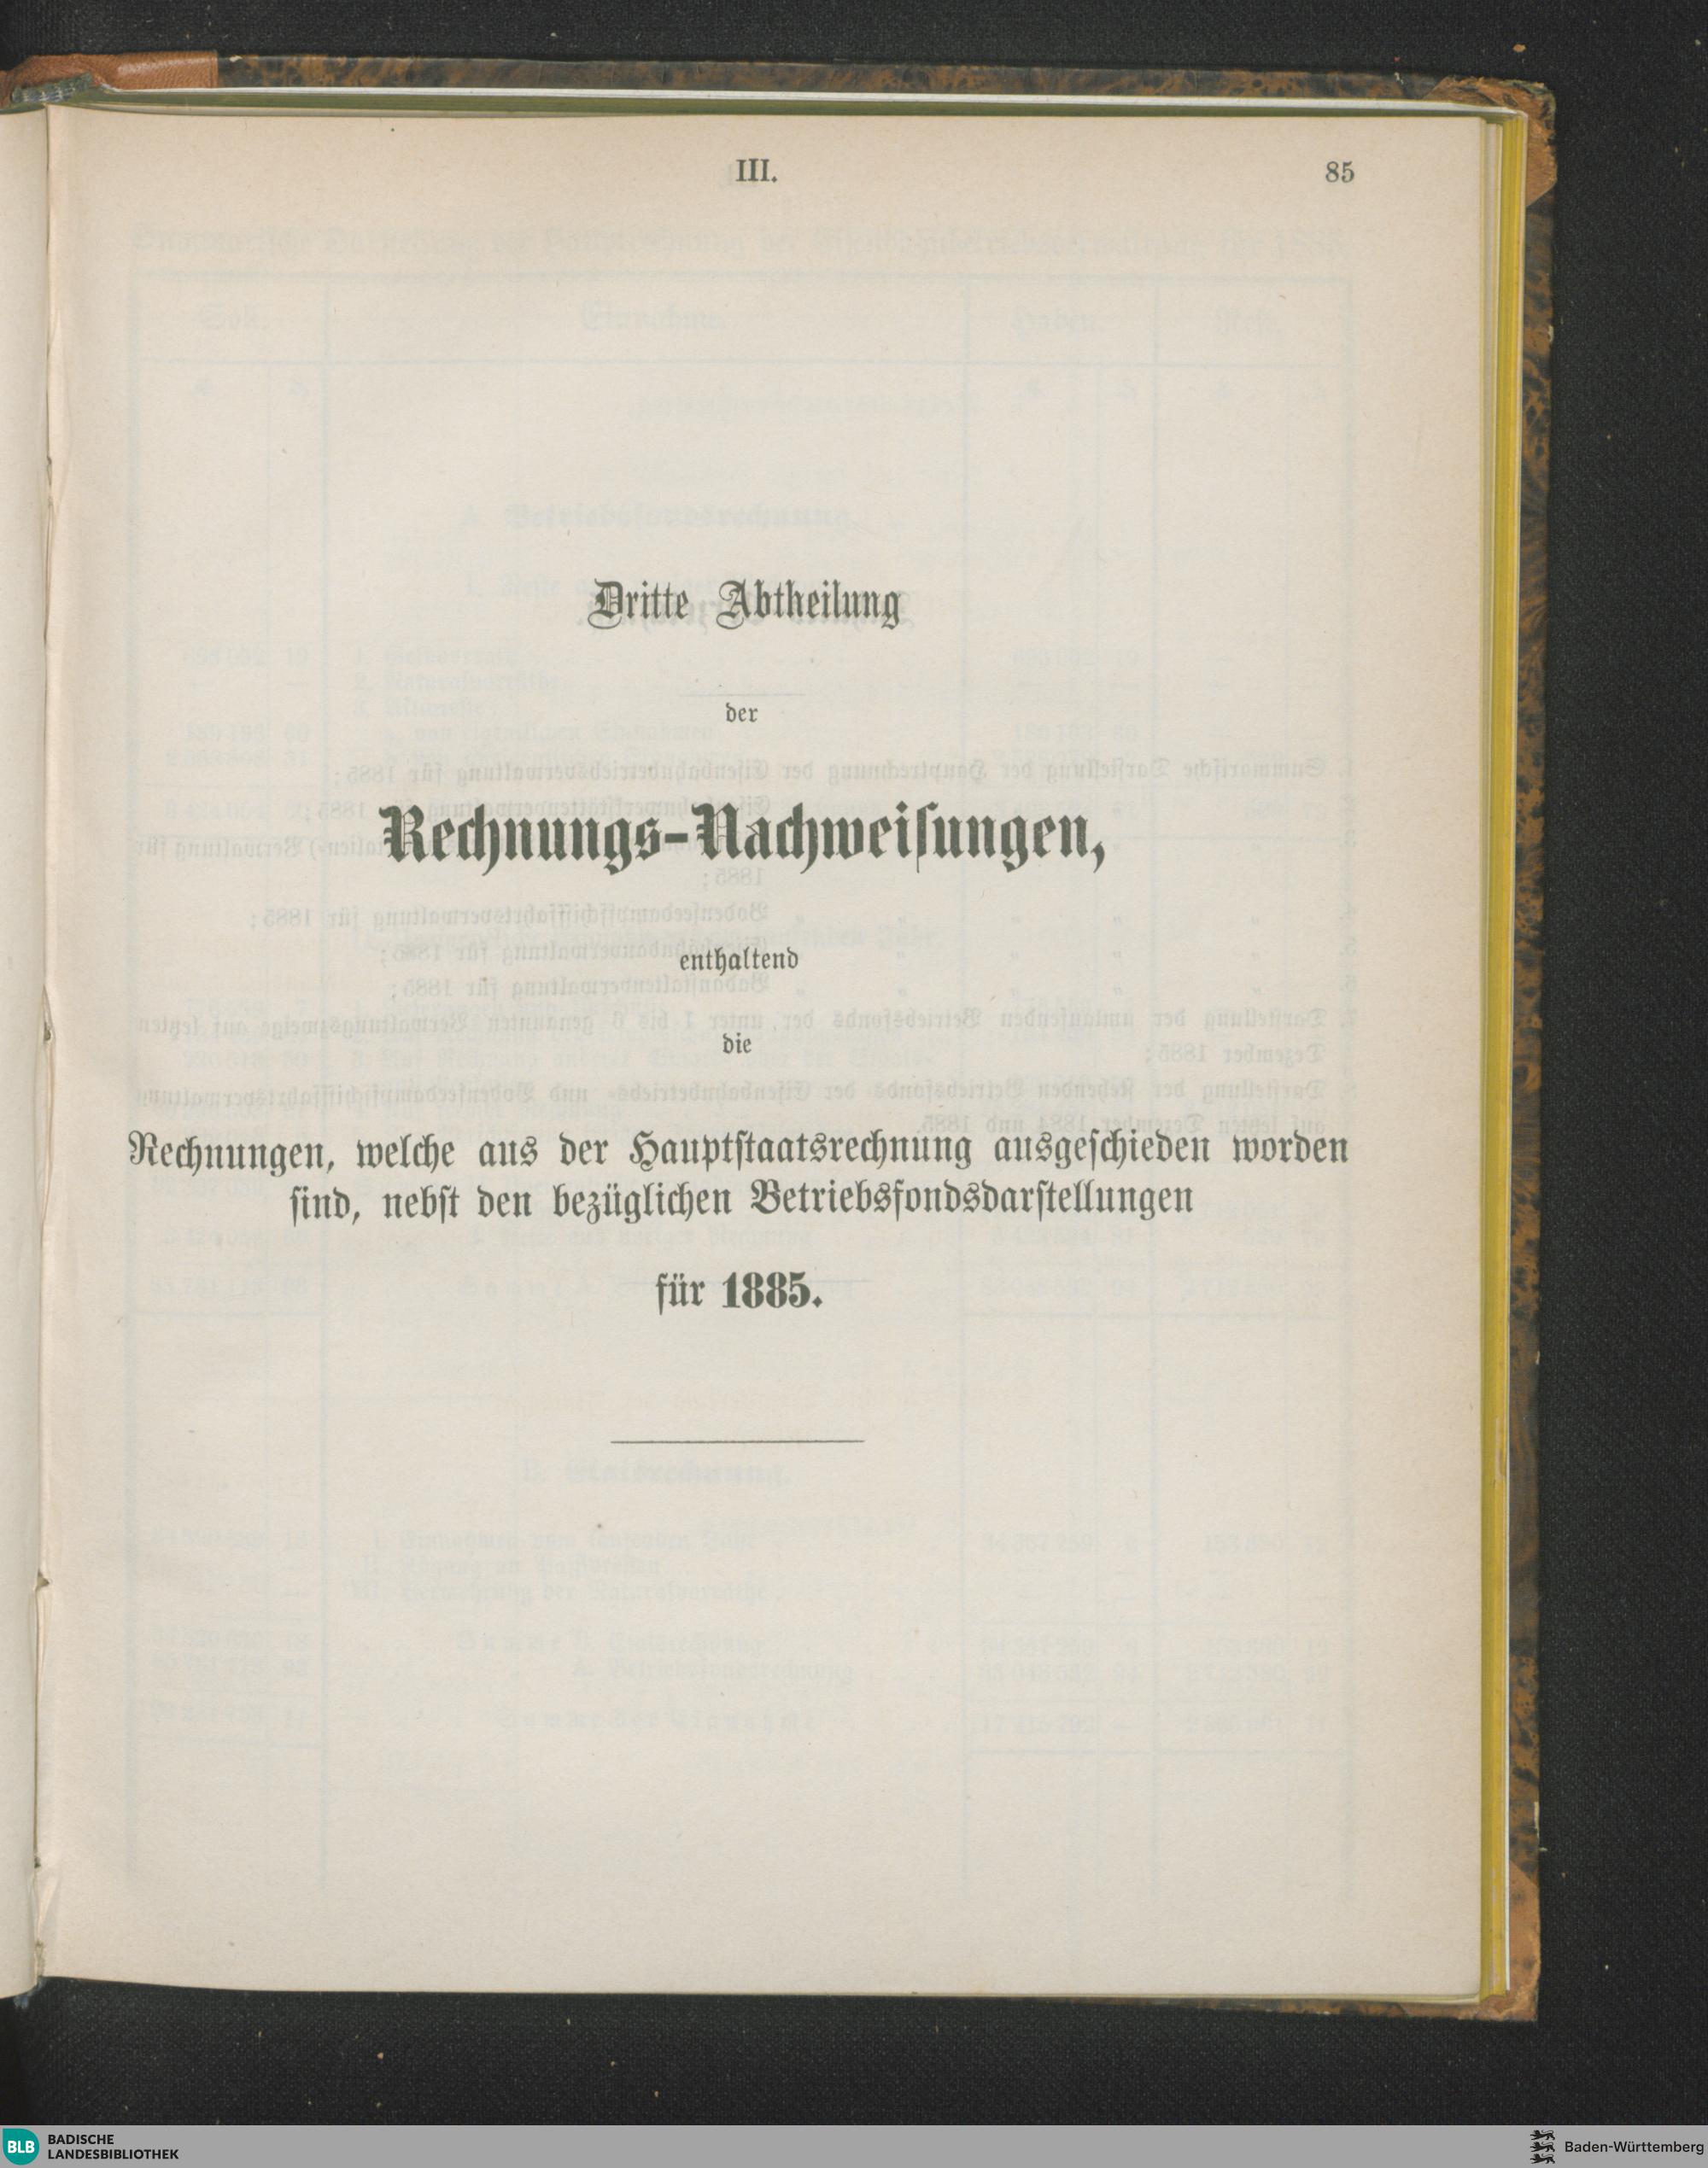 III.
85
Dritte Abtheilung
der
Rechnungs-Nachweiſungen,
enthaltend
die
Rechnungen, welche aus der Hauptſtaatsrechnung ausgeſchieden worden
ſind, nebſt den bezüglichen Betriebsfondsdarſtellungen
für 1885.
BLB
BADISCHE
LANDESBIBLIOTHEK
Baden-Württemberg